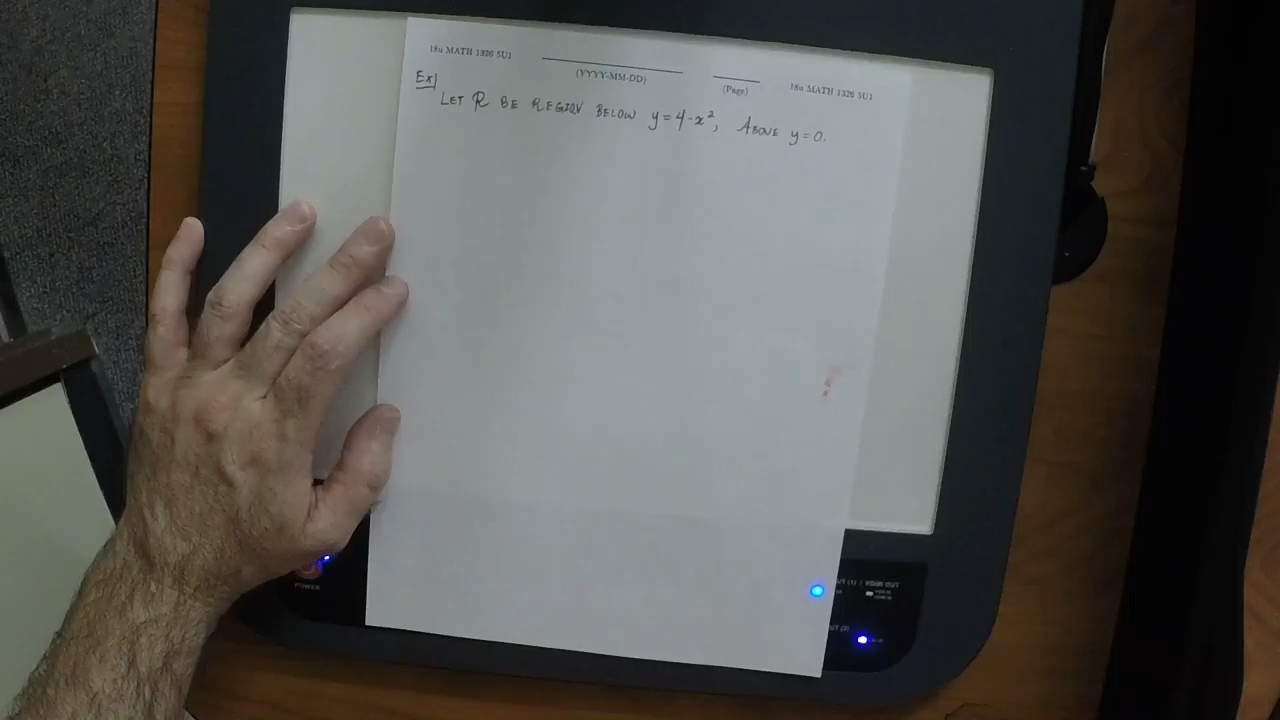 18u MATH 1326 5U1
(YYYY-MM-DD)
(Page)
18u MATH 1326 5U1
Ex|
LET R BE REGION BELOW y = 4 - x², ABOVE y = 0.
POWER